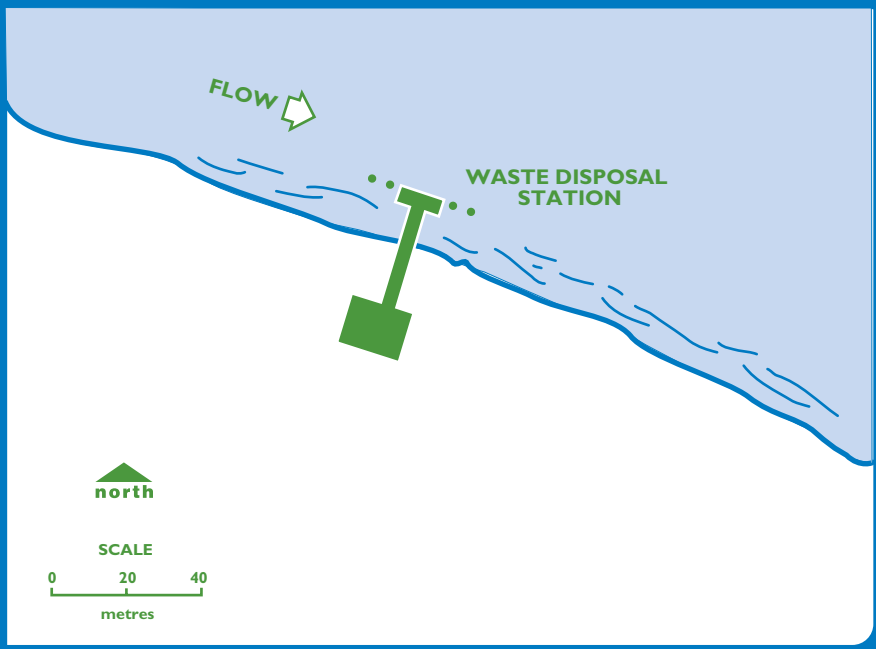 FLOW
WASTE DISPOSAL
STATION
north
SCALE
0 20 40
metres